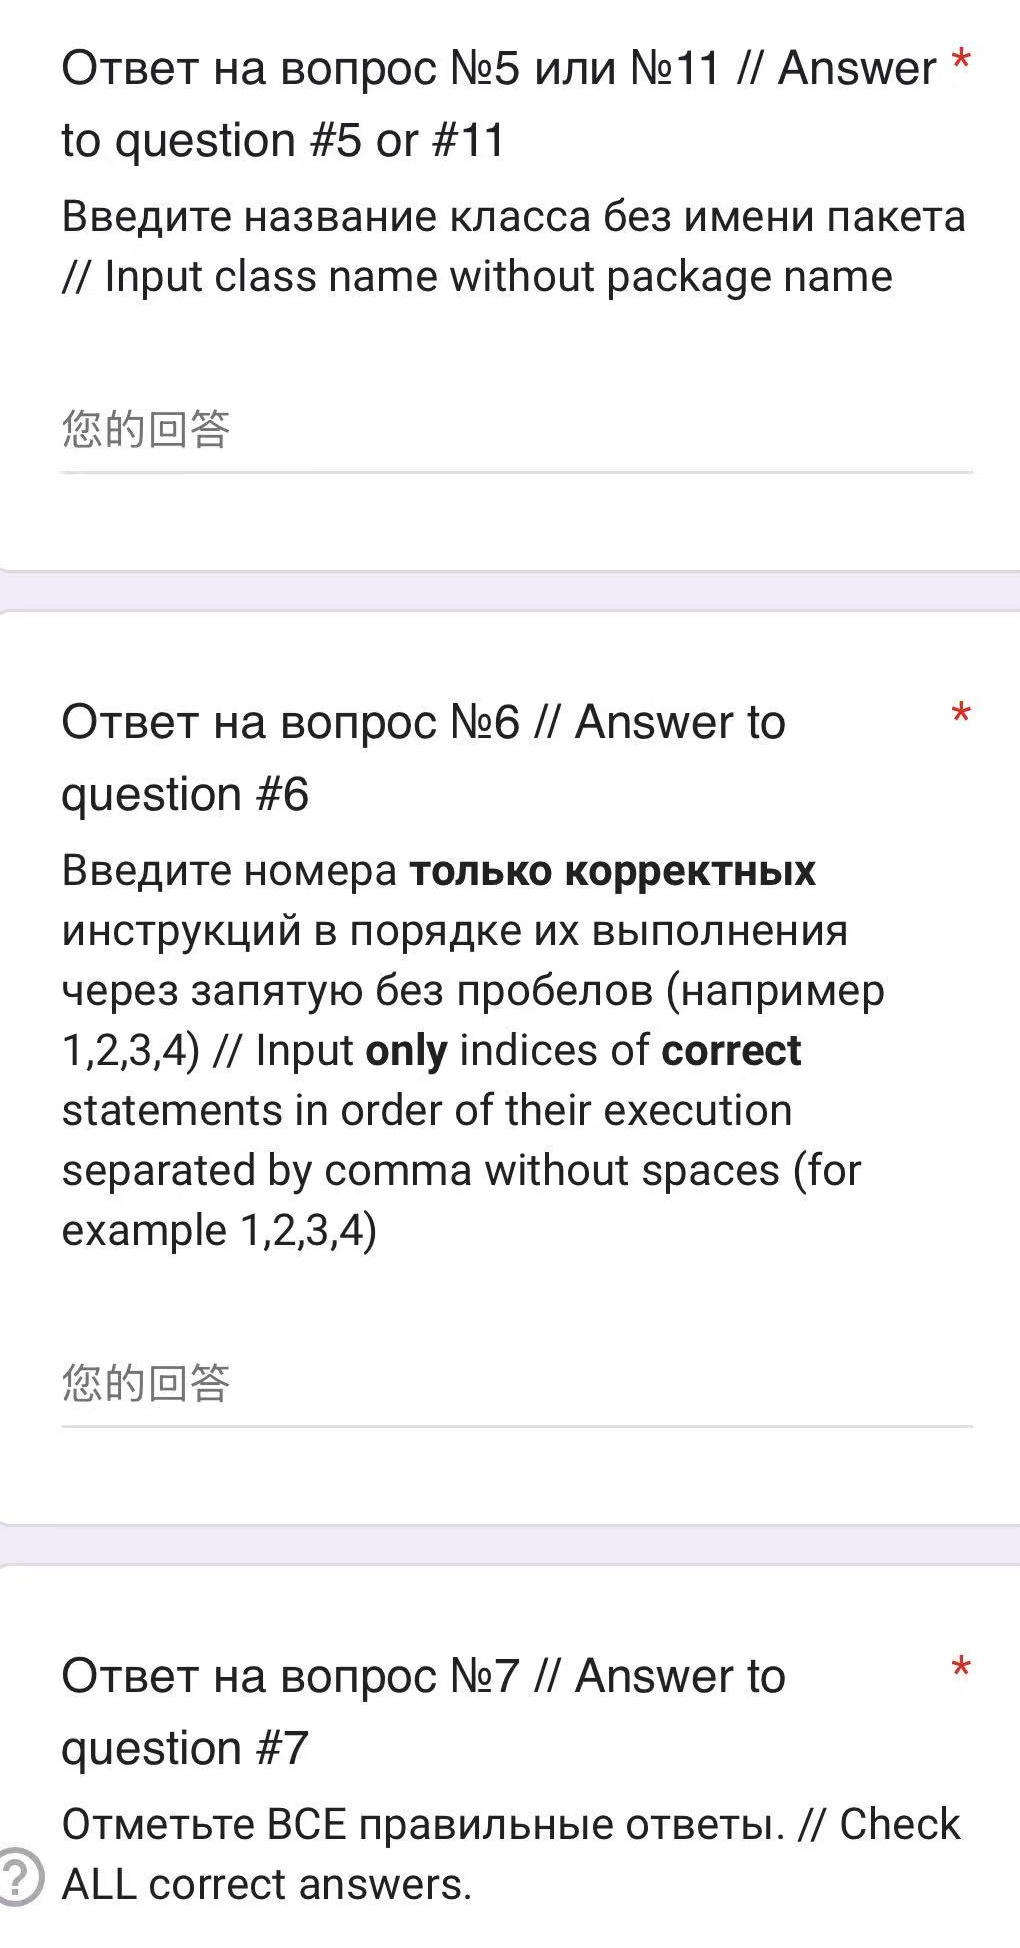 Ответ на вопрос №5 или №11 // Answer *
to question #5 or #11
Введите название класса без имени пакета
// Input class name without package name
您的回答
Ответ на вопрос №6 // Answer to *
question #6
Введите номера только корректных
инструкций в порядке их выполнения
через запятую без пробелов (например
1,2,3,4) // Input only indices of correct
statements in order of their execution
separated by comma without spaces (for
example 1,2,3,4)
您的回答
Ответ на вопрос №7 // Answer to *
question #7
Отметьте ВСЕ правильные ответы. // Check
? ALL correct answers.